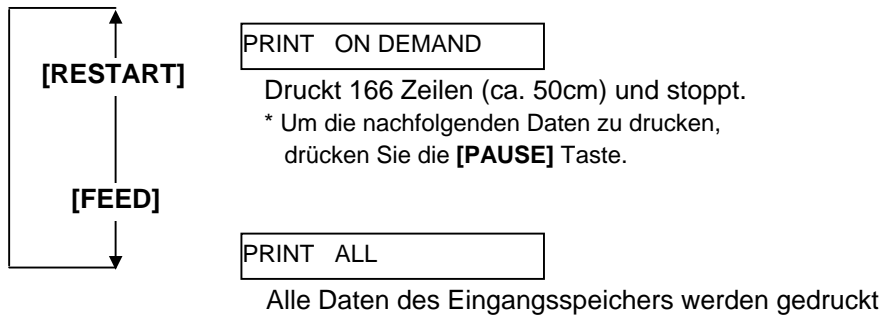 PRINT ON DEMAND
[RESTART]
Druckt 166 Zeilen (ca. 50cm) und stoppt.
* Um die nachfolgenden Daten zu drucken,
drücken Sie die [PAUSE] Taste.
[FEED]
PRINT ALL
Alle Daten des Eingangsspeichers werden gedruckt